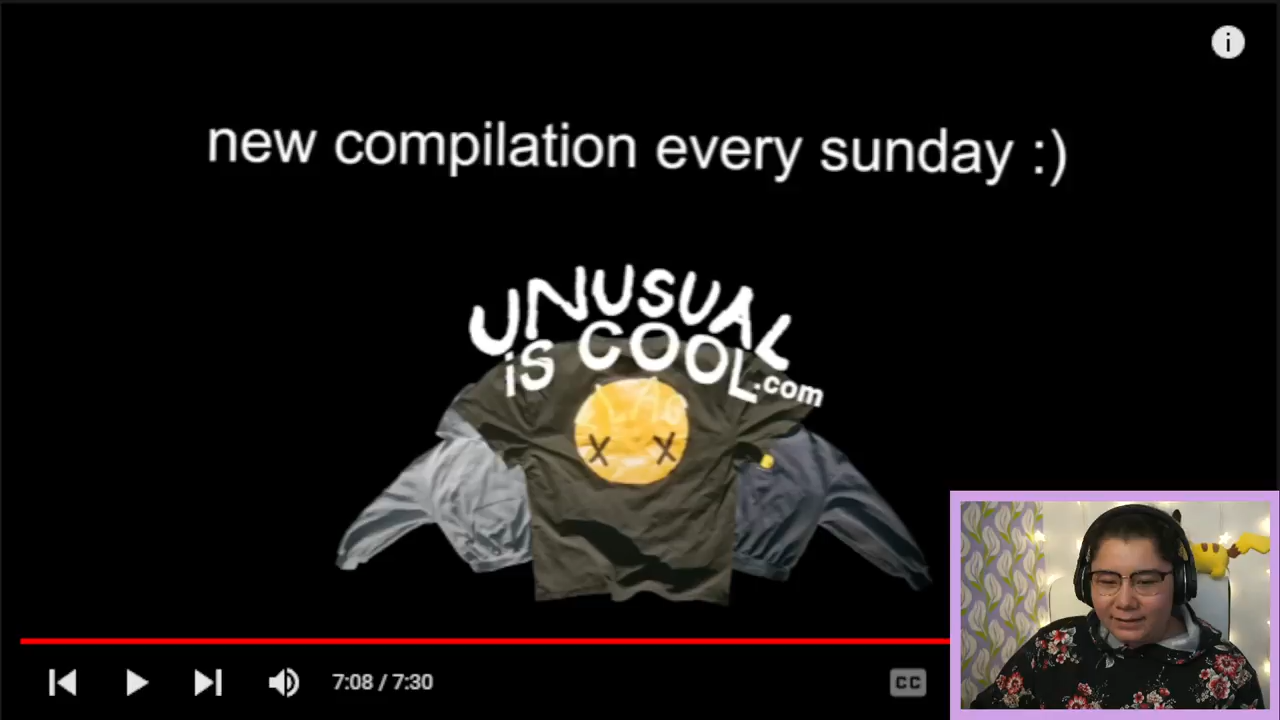 new compilation every sunday :)
UNUSUAL
iS COOL.com
7:08 / 7:30
CC